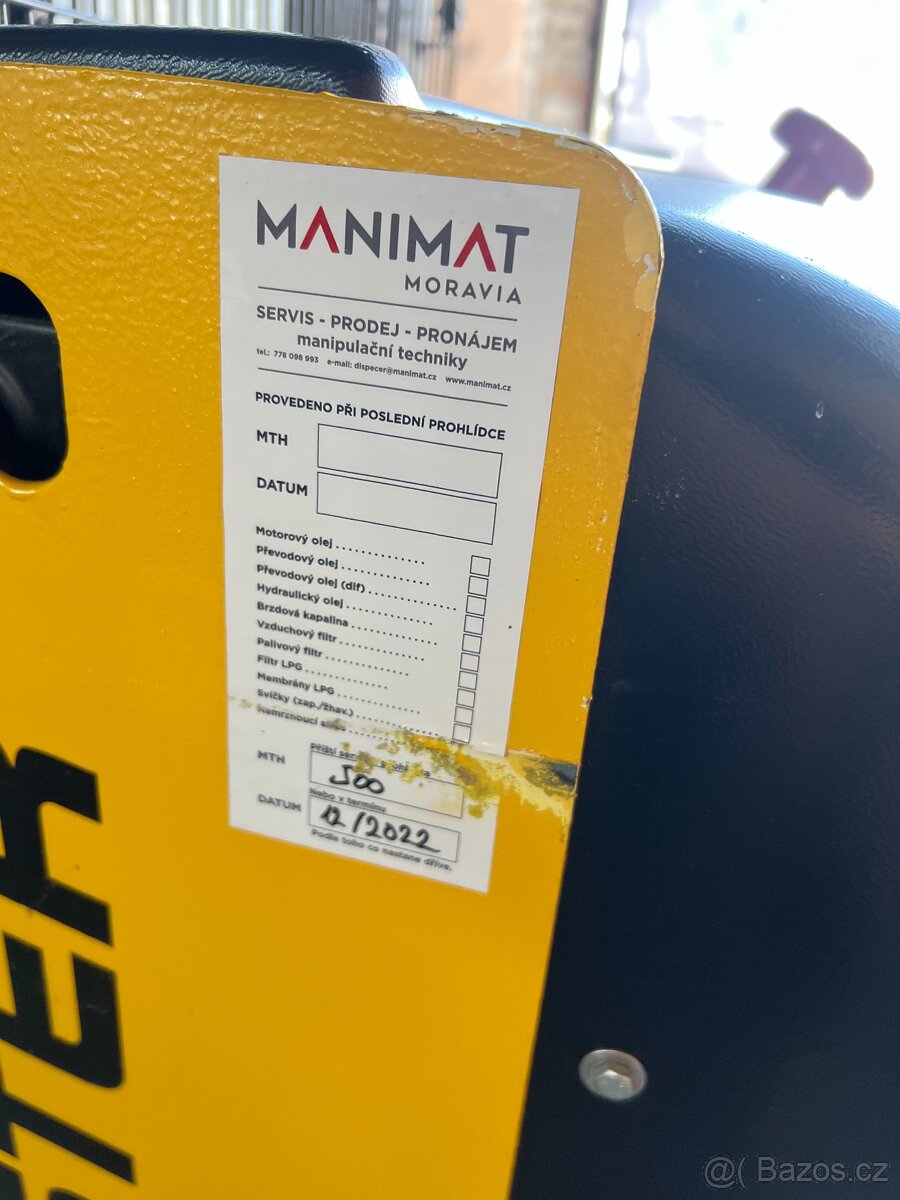 MANIMAT
MORAVIA
SERVIS - PRODEJ - PRONÁJEM
manipulační techniky
tel.: 778 098 993 e-mail: dispecer@manimat.cz www.manimat.cz
PROVEDENO PŘI POSLEDNÍ PROHLÍDCE
MTH
DATUM
Motorový olej
Převodový olej
Převodový olej (dif)
Hydraulický olej
Brzdová kapalina
Vzduchový filtr
Palivový filtr
Filtr LPG
Membrány LPG
Svíčky (zap./žhav.)
Nemrznoucí
Příští
MTH 500
Nebo v termínu
DATUM 12/2022
Podle toho co nastane dříve.
@( Bazos.cz